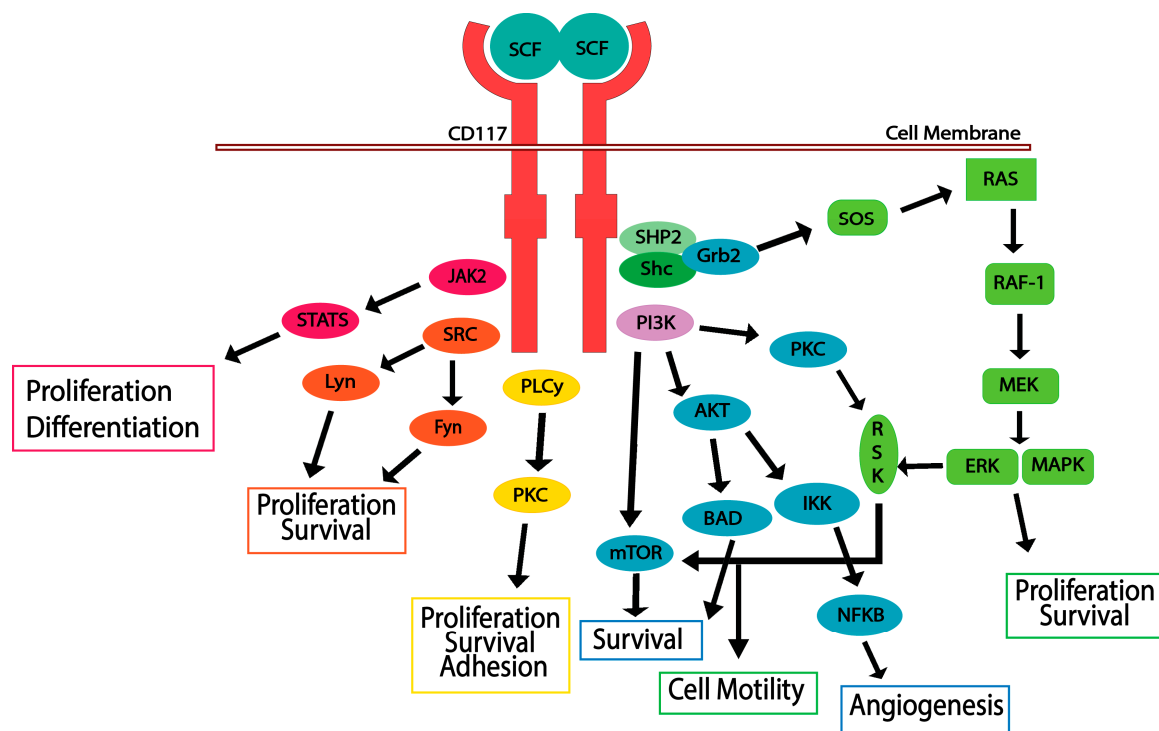 SCF
SCF
CD117
Cell Membrane
RAS
SOS
SHP2
Grb2
Shc
JAK2
RAF-1
STATS
PI3K
SRC
PKC
Lyn
PLCy
MEK
Proliferation
Differentiation
AKT
Fyn
R
S
K
ERK
MAPK
PKC
IKK
BAD
Proliferation
Survival
mTOR
Proliferation
Survival
NFKB
Proliferation
Survival
Adhesion
Survival
Cell Motility
Angiogenesis